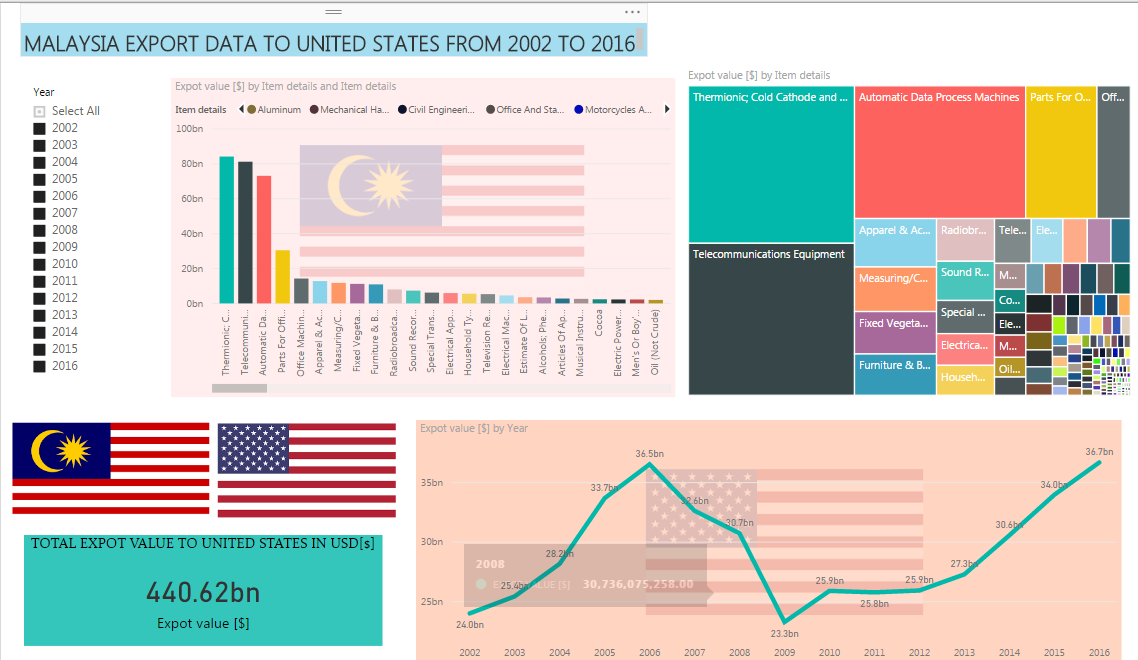 MALAYSIA EXPORT DATA TO UNITED STATES FROM 2002 TO 2016
Year
Select All
2002
2003
2004
2005
2006
2007
2008
2009
2010
2011
2012
2013
2014
2015
2016
Expot value [$] by Item details and Item details
Item details
Aluminum
Mechanical Ha...
Civil Engineeri...
Office And Sta...
Motorcycles A...
100bn
80bn
60bn
40bn
20bn
0bn
Thermionic; C...
Telecommuni...
Automatic Da...
Parts For Offi...
Office Machin...
Apparel & Ac...
Measuring/C...
Fixed Vegeta...
Furniture & B...
Radiobroadca...
Sound Recor...
Special Trans...
Electrical App...
Household Ty...
Television Re...
Electrical Mac...
Estimate Of L...
Alcohols; Phe...
Articles Of Ap...
Musical Instru...
Cocoa
Electric Power...
Men's Or Boy'...
Oil (Not Crude)
Expot value [$] by Item details
Thermionic; Cold Cathode and ...
Automatic Data Process Machines
Parts For O...
Off...
Telecommunications Equipment
Apparel & Ac...
Radiobr...
Tele...
Ele...
Measuring/C...
Sound R...
M...
Fixed Vegeta...
Special ...
Co...
Ele...
Electrica...
M...
Furniture & B...
Househ...
Oil...
TOTAL EXPOT VALUE TO UNITED STATES IN USD[$]
440.62bn
Expot value [$]
Expot value [$] by Year
35bn
30bn
25bn
24.0bn
25.4bn
28.2bn
33.7bn
36.5bn
32.6bn
30.7bn
23.3bn
25.9bn
25.8bn
25.9bn
27.3bn
30.6bn
34.0bn
36.7bn
2008
30,736,075,258.00
2002
2003
2004
2005
2006
2007
2008
2009
2010
2011
2012
2013
2014
2015
2016